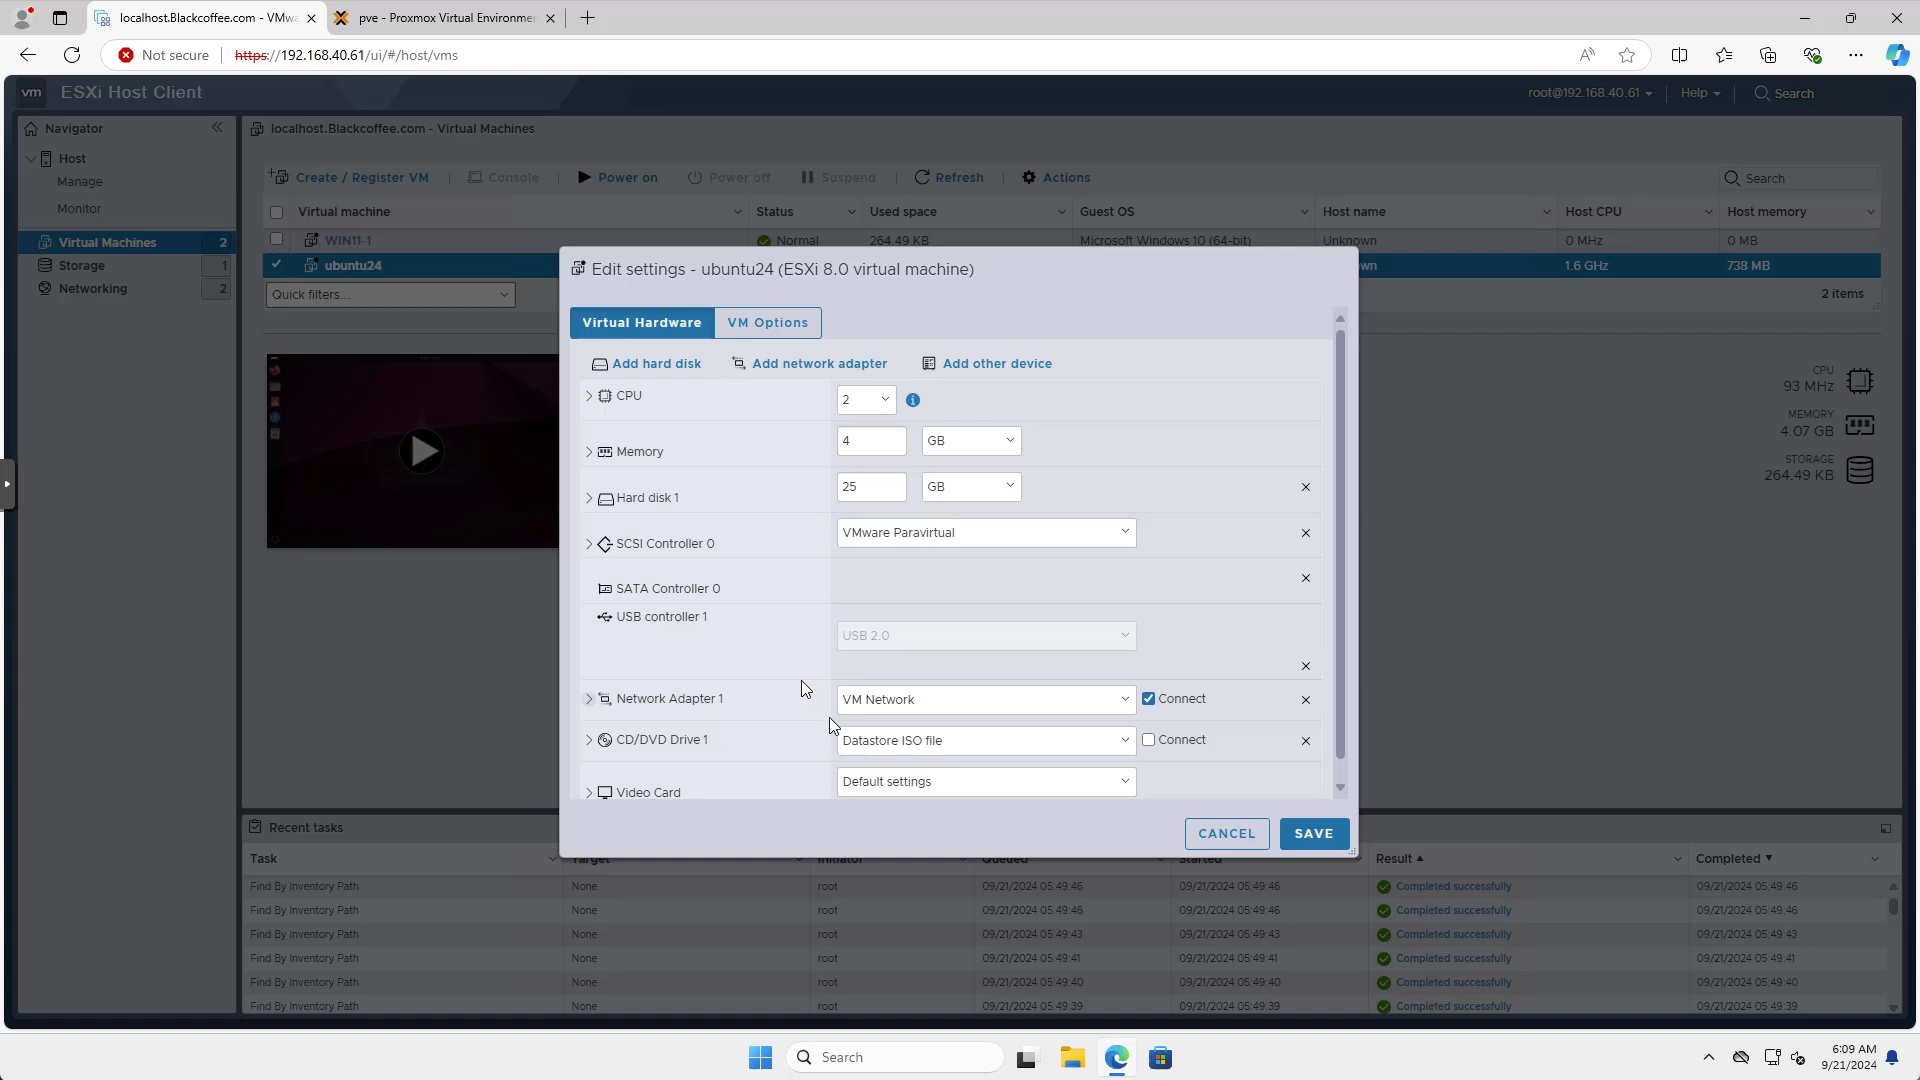 localhost.Blackcoffee.com - VMw
pve - Proxmox Virtual Environme
Not secure
https://192.168.40.61/ui/#/host/vms
vm ESXi Host Client
root@192.168.40.61
Help
Search
Navigator
Host
Manage
Monitor
Virtual Machines 2
Storage 1
Networking 2
localhost.Blackcoffee.com - Virtual Machines
Create / Register VM
Console
Power on
Power off
Suspend
Refresh
Actions
Search
Virtual machine
Status
Used space
Guest OS
Host name
Host CPU
Host memory
WIN11-1
Normal
264.49 KB
Microsoft Windows 10 (64-bit)
Unknown
0 MHz
0 MB
ubuntu24
wn
1.6 GHz
738 MB
Quick filters...
2 items
CPU
93 MHz
MEMORY
4.07 GB
STORAGE
264.49 KB
Edit settings - ubuntu24 (ESXi 8.0 virtual machine)
Virtual Hardware
VM Options
Add hard disk
Add network adapter
Add other device
CPU
2
Memory
4
GB
Hard disk 1
25
GB
SCSI Controller 0
VMware Paravirtual
SATA Controller 0
USB controller 1
USB 2.0
Network Adapter 1
VM Network
Connect
CD/DVD Drive 1
Datastore ISO file
Connect
Video Card
Default settings
CANCEL
SAVE
Recent tasks
Task
Target
Initiator
Queued
Started
Result
Completed
Find By Inventory Path None root 09/21/2024 05:49:46 09/21/2024 05:49:46 Completed successfully 09/21/2024 05:49:46
Find By Inventory Path None root 09/21/2024 05:49:46 09/21/2024 05:49:46 Completed successfully 09/21/2024 05:49:46
Find By Inventory Path None root 09/21/2024 05:49:43 09/21/2024 05:49:43 Completed successfully 09/21/2024 05:49:43
Find By Inventory Path None root 09/21/2024 05:49:41 09/21/2024 05:49:41 Completed successfully 09/21/2024 05:49:41
Find By Inventory Path None root 09/21/2024 05:49:40 09/21/2024 05:49:40 Completed successfully 09/21/2024 05:49:40
Find By Inventory Path None root 09/21/2024 05:49:39 09/21/2024 05:49:39 Completed successfully 09/21/2024 05:49:39
Search
6:09 AM
9/21/2024